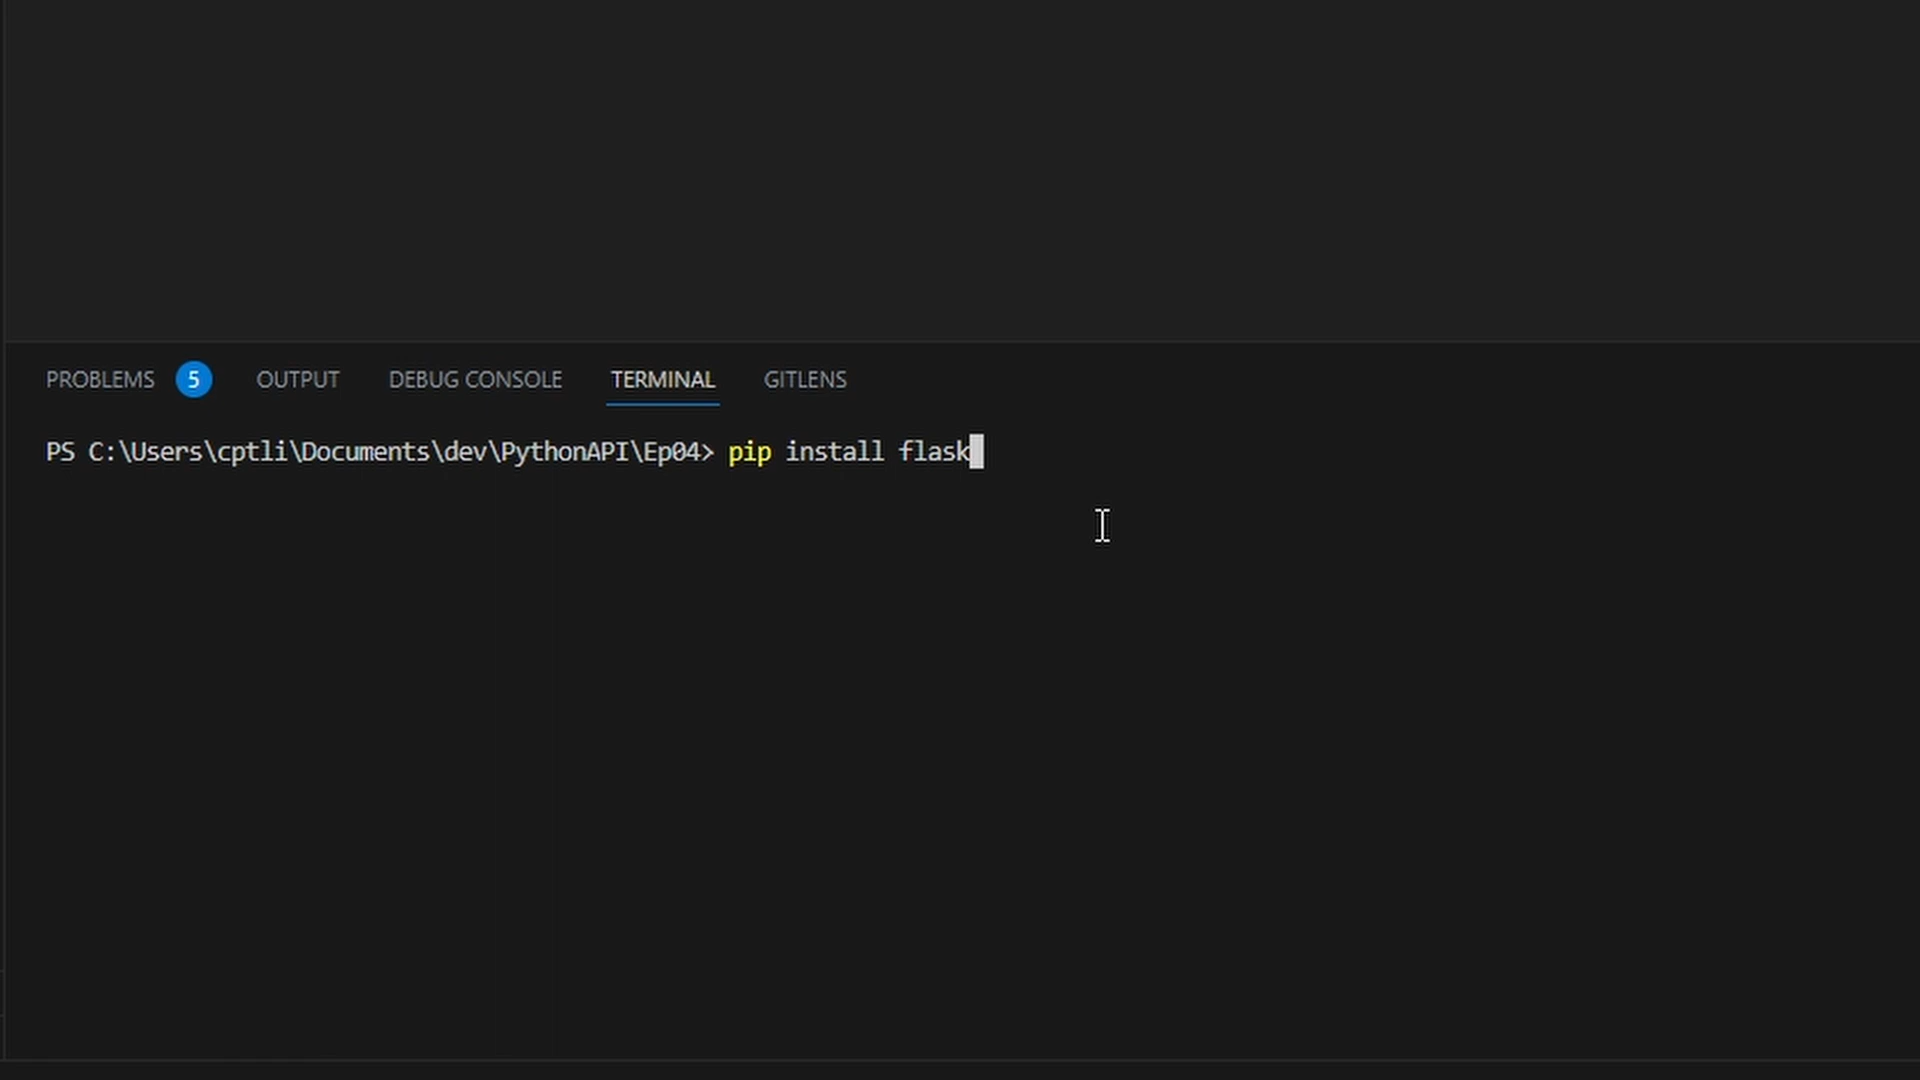 PROBLEMS 5 OUTPUT DEBUG CONSOLE TERMINAL GITLENS
PS C:\Users\cptli\Documents\dev\PythonAPI\Ep04> pip install flask